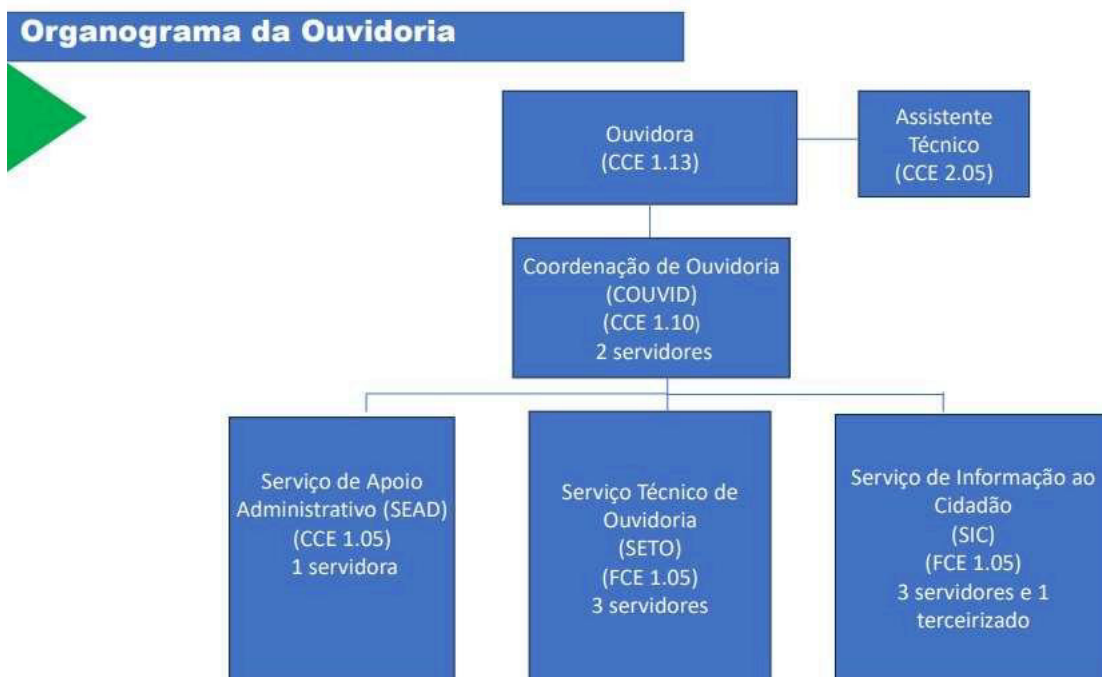 Organograma da Ouvidoria
Ouvidora
(CCE 1.13)
Assistente
Técnico
(CCE 2.05)
Coordenação de Ouvidoria
(COUVID)
(CCE 1.10)
2 servidores
Serviço de Apoio
Administrativo (SEAD)
(CCE 1.05)
1 servidora
Serviço Técnico de
Ouvidoria
(SETO)
(FCE 1.05)
3 servidores
Serviço de Informação ao
Cidadão
(SIC)
(FCE 1.05)
3 servidores e 1
terceirizado